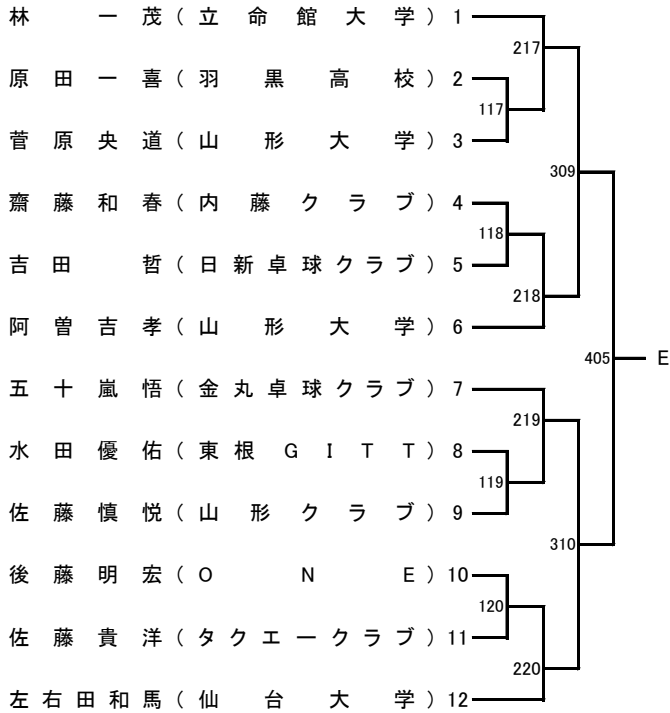 林一茂(立命館大学) 1
217
原田一喜(羽黒高校) 2
117
菅原央道(山形大学) 3
309
齋藤和春(内藤クラブ) 4
118
吉田哲(日新卓球クラブ) 5
218
阿曽吉孝(山形大学) 6
405 E
五十嵐悟(金丸卓球クラブ) 7
219
水田優佑(東根GITT) 8
119
佐藤慎悦(山形クラブ) 9
310
後藤明宏(ONE) 10
120
佐藤貴洋(タクエークラブ) 11
220
左右田和馬(仙台大学) 12